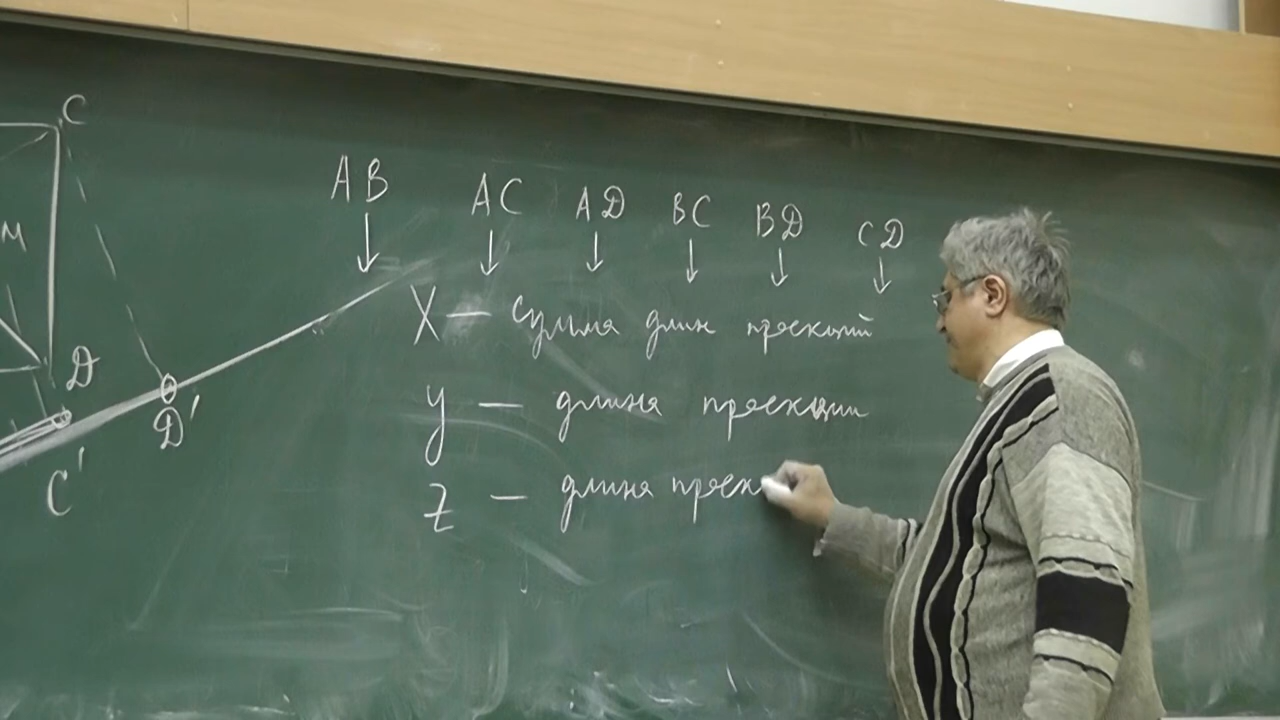 C
AB AC AD BC BD CD
м
X — сумма длин проекций
D
y — длина проекции
D'
C'
z — длина проек